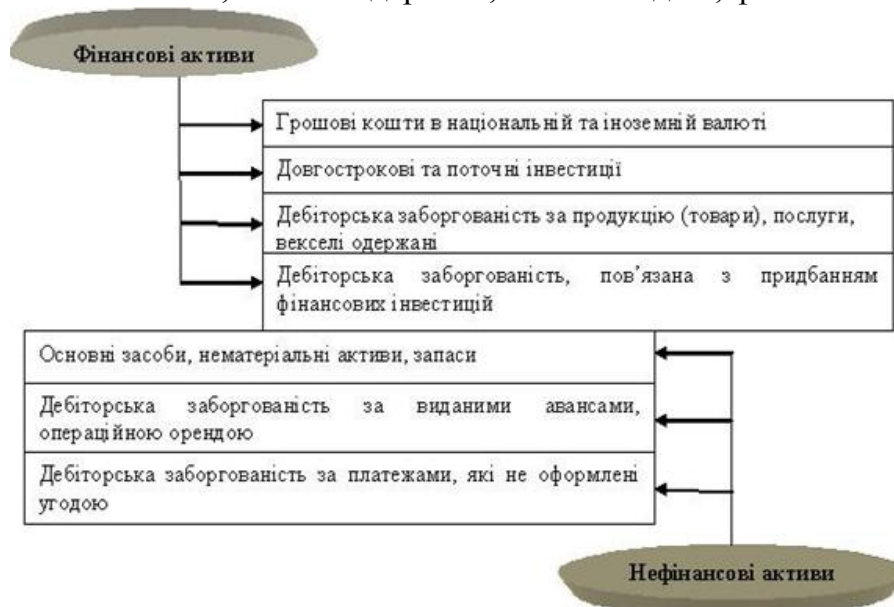 Фінансові активи
Грошові кошти в національній та іноземній валюті
Довгострокові та поточні інвестиції
Дебіторська заборгованість за продукцію (товари), послуги,
векселі одержані
Дебіторська заборгованість, пов’язана з придбанням
фінансових інвестицій
Основні засоби, нематеріальні активи, запаси
Дебіторська заборгованість за виданими авансами,
операційною орендою
Дебіторська заборгованість за платежами, які не оформлені
угодою
Нефінансові активи